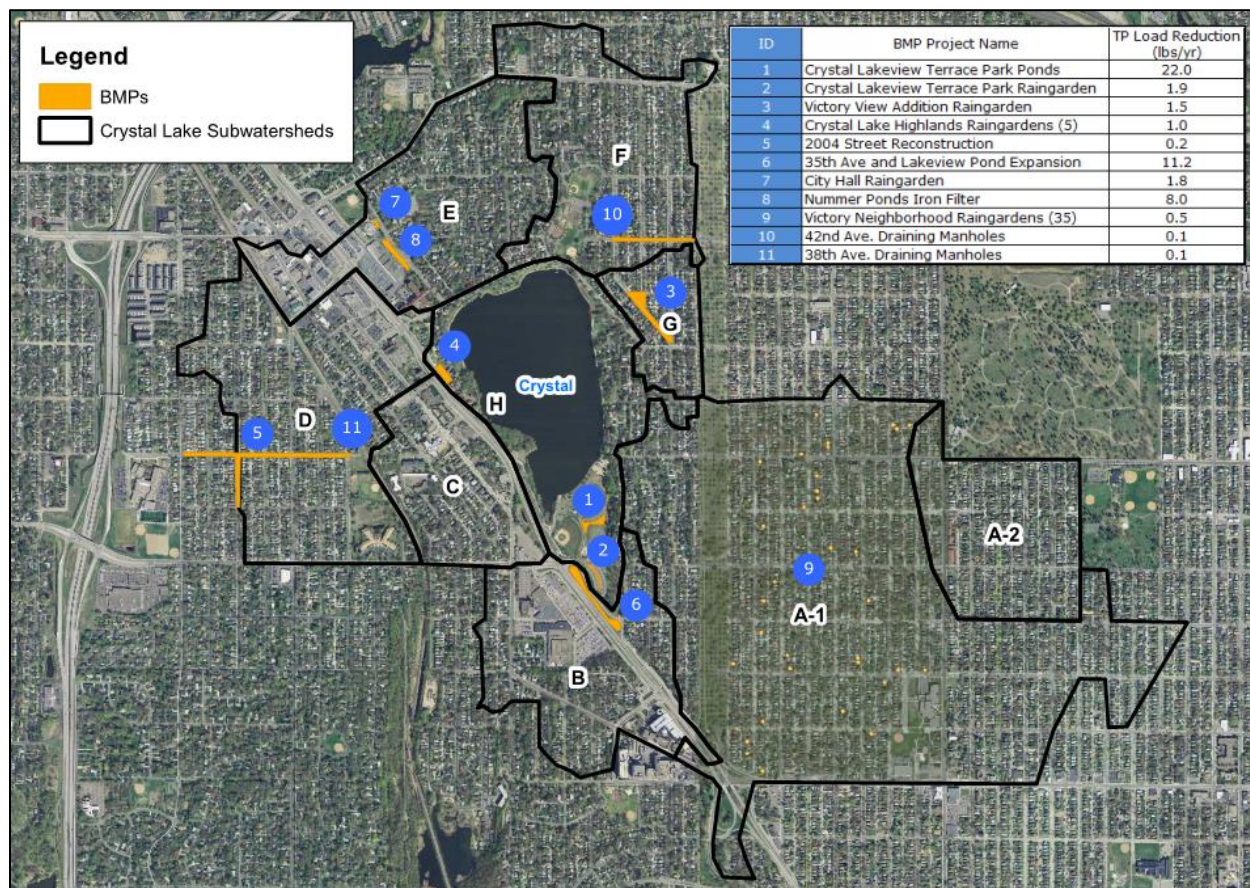 Legend
BMPs
Crystal Lake Subwatersheds
ID BMP Project Name TP Load Reduction (lbs/yr)
1 Crystal Lakeview Terrace Park Ponds 22.0
2 Crystal Lakeview Terrace Park Raingarden 1.9
3 Victory View Addition Raingarden 1.5
4 Crystal Lake Highlands Raingardens (5) 1.0
5 2004 Street Reconstruction 0.2
6 35th Ave and Lakeview Pond Expansion 11.2
7 City Hall Raingarden 1.8
8 Nummer Ponds Iron Filter 8.0
9 Victory Neighborhood Raingardens (35) 0.5
10 42nd Ave. Draining Manholes 0.1
11 38th Ave. Draining Manholes 0.1
F
7
E
10
8
3
G
4
Crystal
H
D
11
5
C
1
2
A-2
9
6
A-1
B